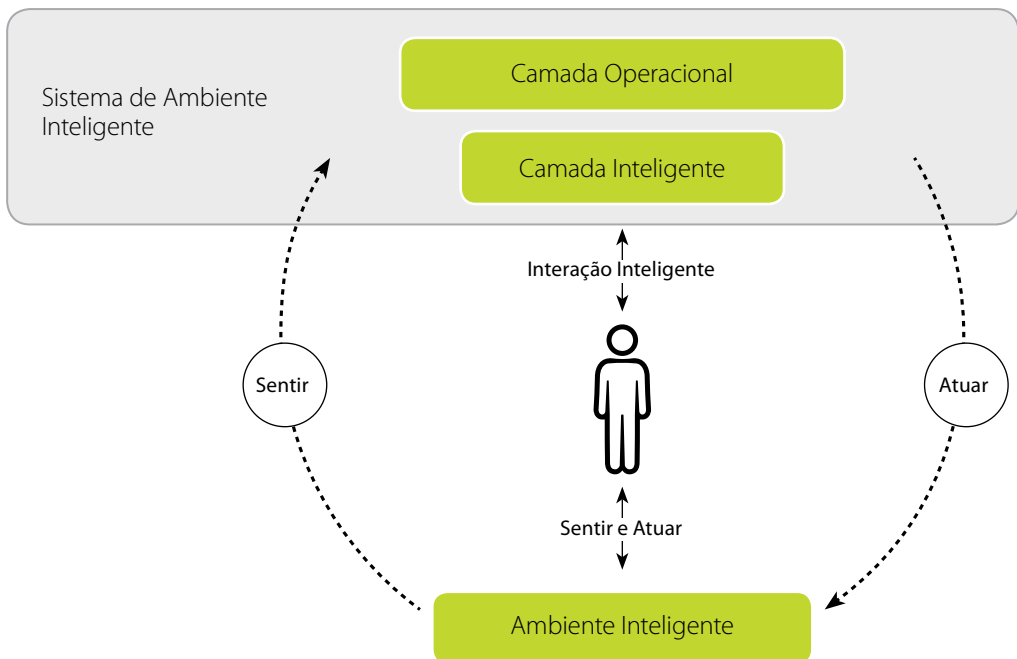 Camada Operacional
Sistema de Ambiente
Inteligente
Camada Inteligente
Interação Inteligente
Sentir
Atuar
Sentir e Atuar
Ambiente Inteligente